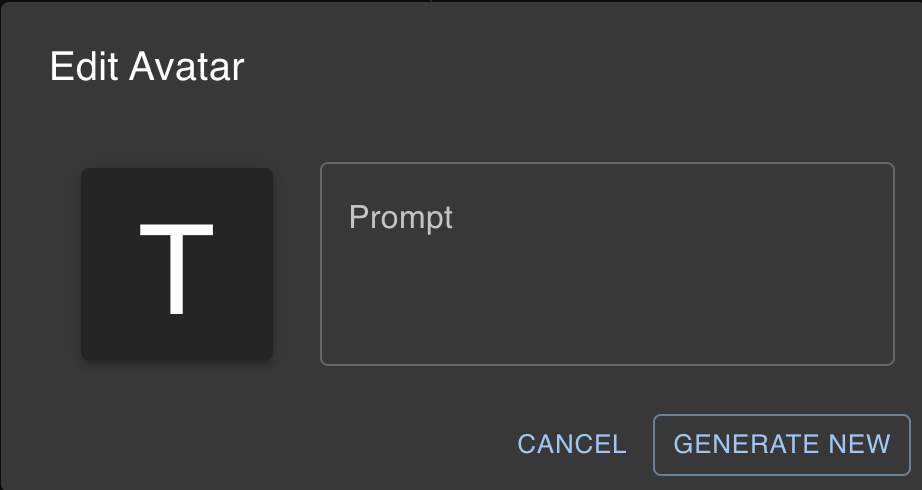 Edit Avatar
T
Prompt
CANCEL
GENERATE NEW